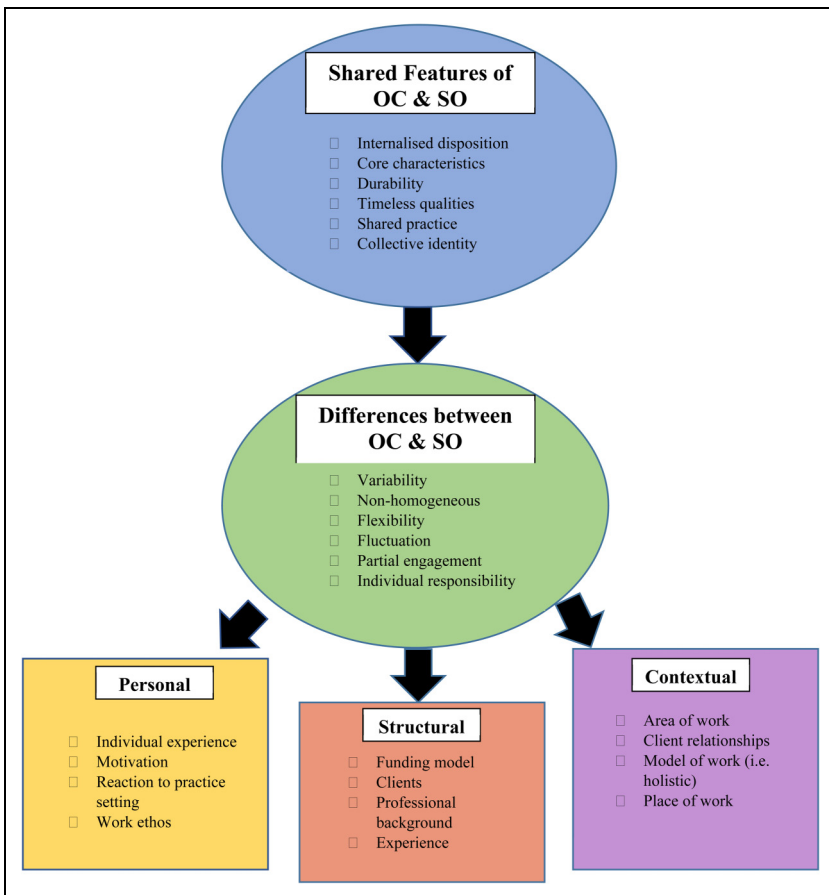 Shared Features of
OC & SO
□ Internalised disposition
□ Core characteristics
□ Durability
□ Timeless qualities
□ Shared practice
□ Collective identity
Differences between
OC & SO
□ Variability
□ Non-homogeneous
□ Flexibility
□ Fluctuation
□ Partial engagement
□ Individual responsibility
Personal
□ Individual experience
□ Motivation
□ Reaction to practice
setting
□ Work ethos
Structural
□ Funding model
□ Clients
□ Professional
background
□ Experience
Contextual
□ Area of work
□ Client relationships
□ Model of work (i.e.
holistic)
□ Place of work